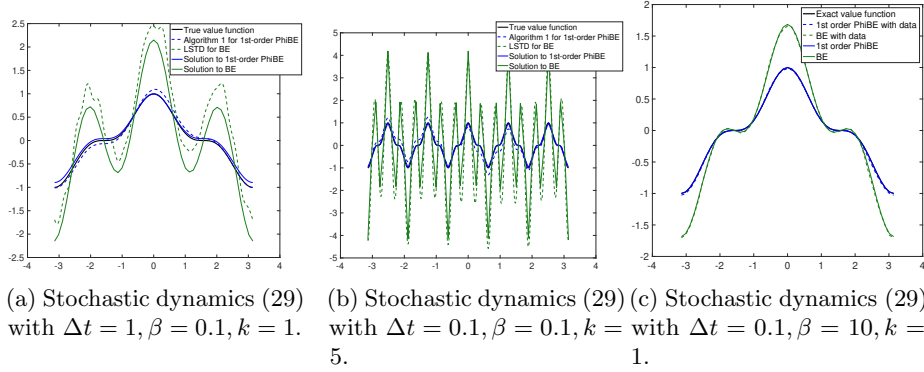 2.5
2
1.5
1
0.5
0
-0.5
-1
-1.5
-2
2.5
-4 -3 -2 -1 0 1 2 3 4
True value function
Algorithm 1 for 1st-order PhiBE
LSTD for BE
Solution to 1st-order PhiBE
Solution to BE
(a) Stochastic dynamics (29)
with Δt = 1, β = 0.1, k = 1.
5
4
3
2
1
0
-1
-2
-3
-4
-5
-4 -3 -2 -1 0 1 2 3 4
True value function
Algorithm 1 for 1st-order PhiBE
LSTD for BE
Solution to 1st-order PhiBE
Solution to BE
(b) Stochastic dynamics (29)
with Δt = 0.1, β = 0.1, k =
5.
2
1.5
1
0.5
0
-0.5
-1
-1.5
-2
-4 -3 -2 -1 0 1 2 3 4
Exact value function
1st order PhiBE with data
BE with data
1st order PhiBE
BE
(c) Stochastic dynamics (29)
with Δt = 0.1, β = 10, k =
1.